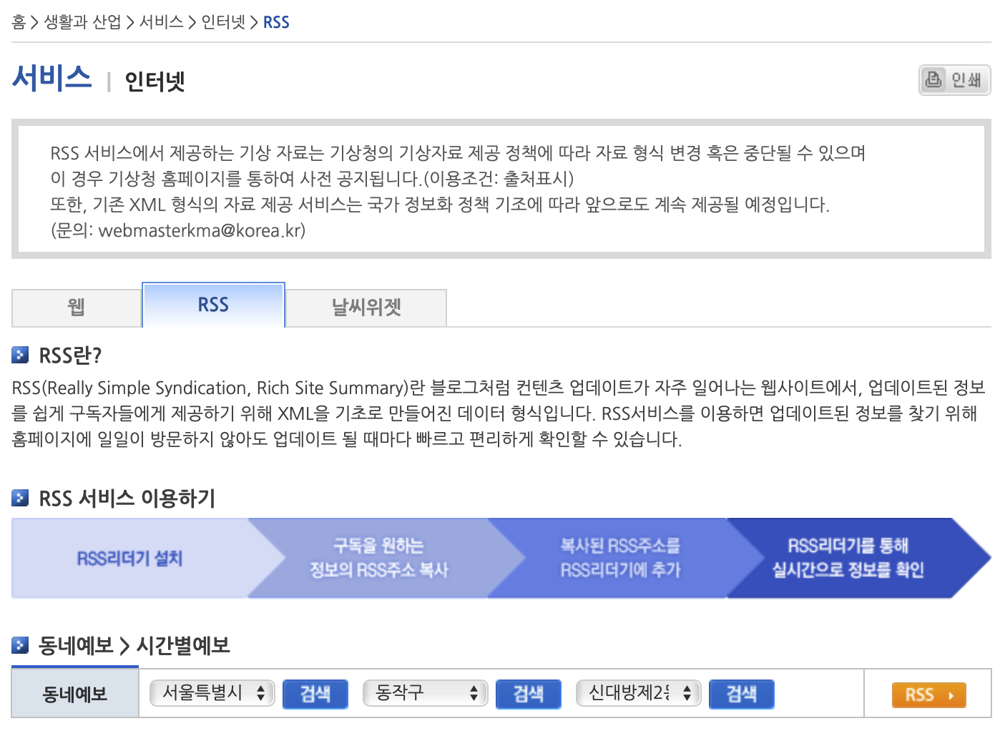 홈 > 생활과 산업 > 서비스 > 인터넷 > RSS
서비스 | 인터넷
인쇄
RSS 서비스에서 제공하는 기상 자료는 기상청의 기상자료 제공 정책에 따라 자료 형식 변경 혹은 중단될 수 있으며
이 경우 기상청 홈페이지를 통하여 사전 공지됩니다.(이용조건: 출처표시)
또한, 기존 XML 형식의 자료 제공 서비스는 국가 정보화 정책 기조에 따라 앞으로도 계속 제공될 예정입니다.
(문의: webmasterkma@korea.kr)
웹 RSS 날씨위젯
RSS란?
RSS(Really Simple Syndication, Rich Site Summary)란 블로그처럼 컨텐츠 업데이트가 자주 일어나는 웹사이트에서, 업데이트된 정보
를 쉽게 구독자들에게 제공하기 위해 XML을 기초로 만들어진 데이터 형식입니다. RSS서비스를 이용하면 업데이트된 정보를 찾기 위해
홈페이지에 일일이 방문하지 않아도 업데이트 될 때마다 빠르고 편리하게 확인할 수 있습니다.
RSS 서비스 이용하기
RSS리더기 설치
구독을 원하는
정보의 RSS주소 복사
복사된 RSS주소를
RSS리더기에 추가
RSS리더기를 통해
실시간으로 정보를 확인
동네예보 > 시간별예보
동네예보 서울특별시 검색 동작구 검색 신대방제2 검색 RSS